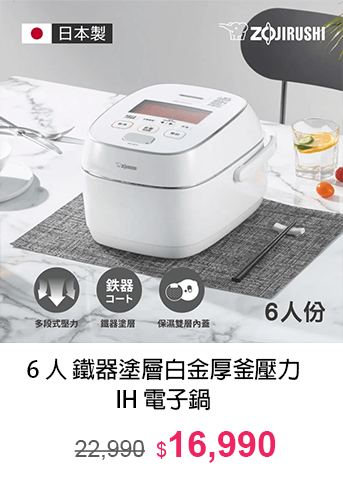 日本製
ZOJIRUSHI
ZOJIRUSHI
鉄器
コート
多段式壓力
鐵器塗層
保濕雙層內蓋
6人份
6 人 鐵器塗層白金厚釜壓力
IH 電子鍋
22,990 $16,990